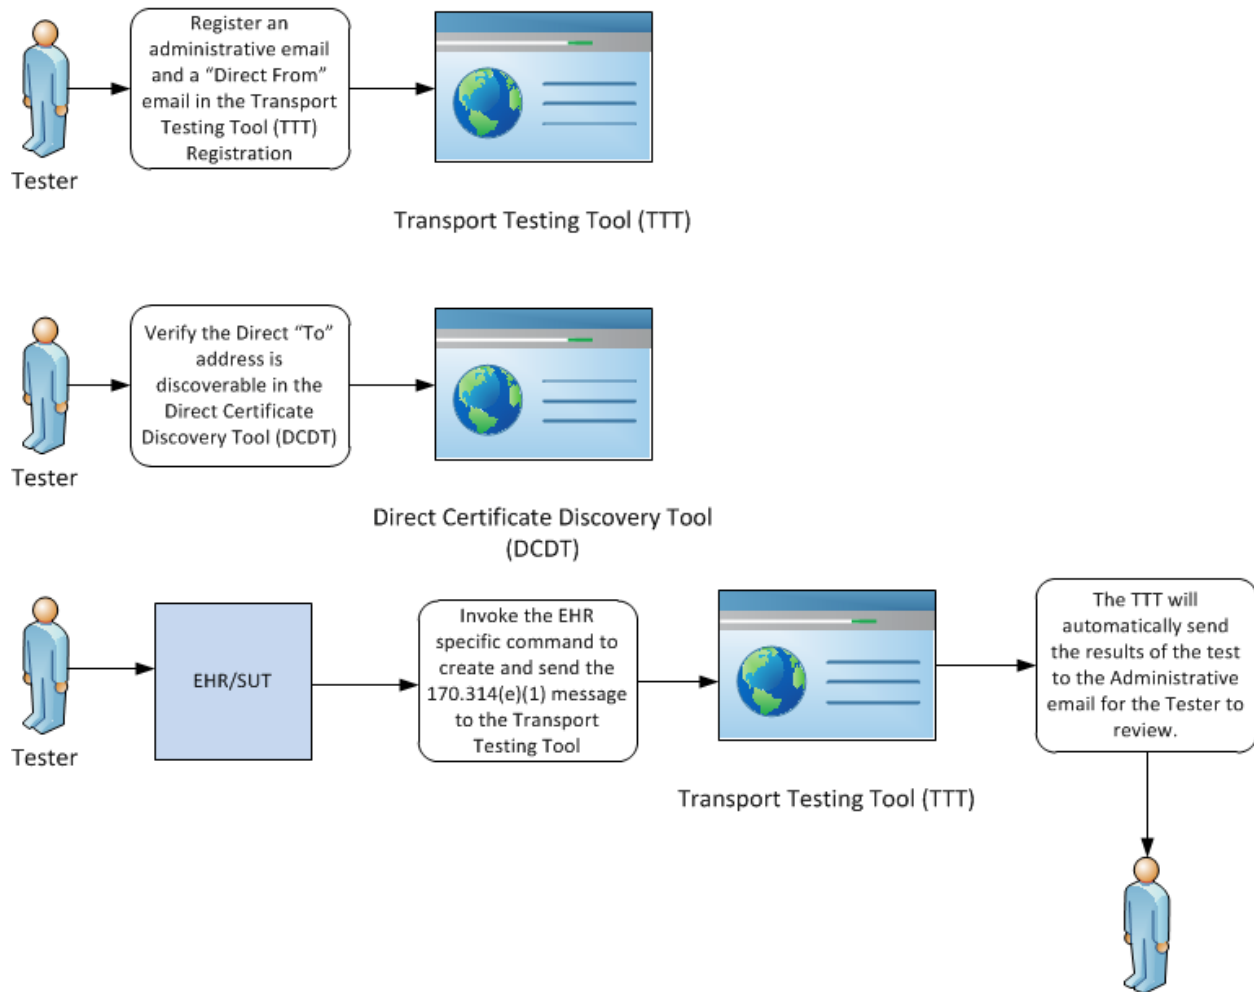 Register an
administrative email
and a “Direct From”
email in the Transport
Testing Tool (TTT)
Registration
Tester
Transport Testing Tool (TTT)
Verify the Direct “To”
address is
discoverable in the
Direct Certificate
Discovery Tool (DCDT)
Tester
Direct Certificate Discovery Tool
(DCDT)
EHR/SUT
Invoke the EHR
specific command to
create and send the
170.314(e)(1) message
to the Transport
Testing Tool
The TTT will
automatically send
the results of the test
to the Administrative
email for the Tester to
review.
Tester
Transport Testing Tool (TTT)